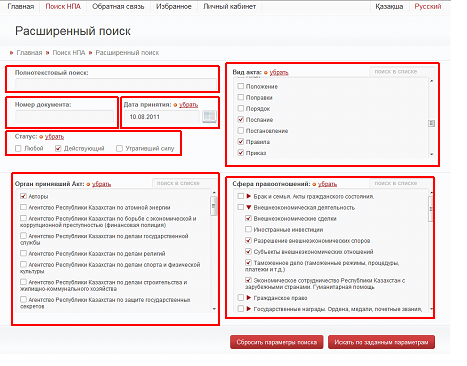 Главная Поиск НПА Обратная связь Избранное Личный кабинет Қазақша Русский
Расширенный поиск
» Главная » Поиск НПА » Расширенный поиск
Полнотекстовый поиск:
Номер документа:
Дата принятия: убрать
10.08.2011
Статус: убрать
Любой Действующий Утративший силу
Вид акта: убрать
поиск в списке
Положение
Поправки
Порядок
Послание
Постановление
Правила
Приказ
Орган принявший Акт: убрать
поиск в списке
Авторы
Агентство Республики Казахстан по атомной энергии
Агентство Республики Казахстан по борьбе с экономической и
коррупционной преступностью (финансовая полиция)
Агентство Республики Казахстан по делам государственной
службы
Агентство Республики Казахстан по делам религий
Агентство Республики Казахстан по делам спорта и физической
культуры
Агентство Республики Казахстан по делам строительства и
жилищно-коммунального хозяйства
Агентство Республики Казахстан по защите государственных
секретов
Сфера правоотношений: убрать
поиск в списке
Брак и семья. Акты гражданского состояния.
Внешнеэкономическая деятельность
Внешнеэкономические сделки
Иностранные инвестиции
Разрешение внешнеэкономических споров
Субъекты внешнеэкономических отношений
Таможенное дело (таможенные режимы, процедуры,
платежи и т.д.)
Экономическое сотрудничество Республики Казахстан с
зарубежными странами. Гуманитарная помощь
Гражданское право
Государственные награды. Ордена, медали, почетные звания,
Сбросить параметры поиска Искать по заданным параметрам